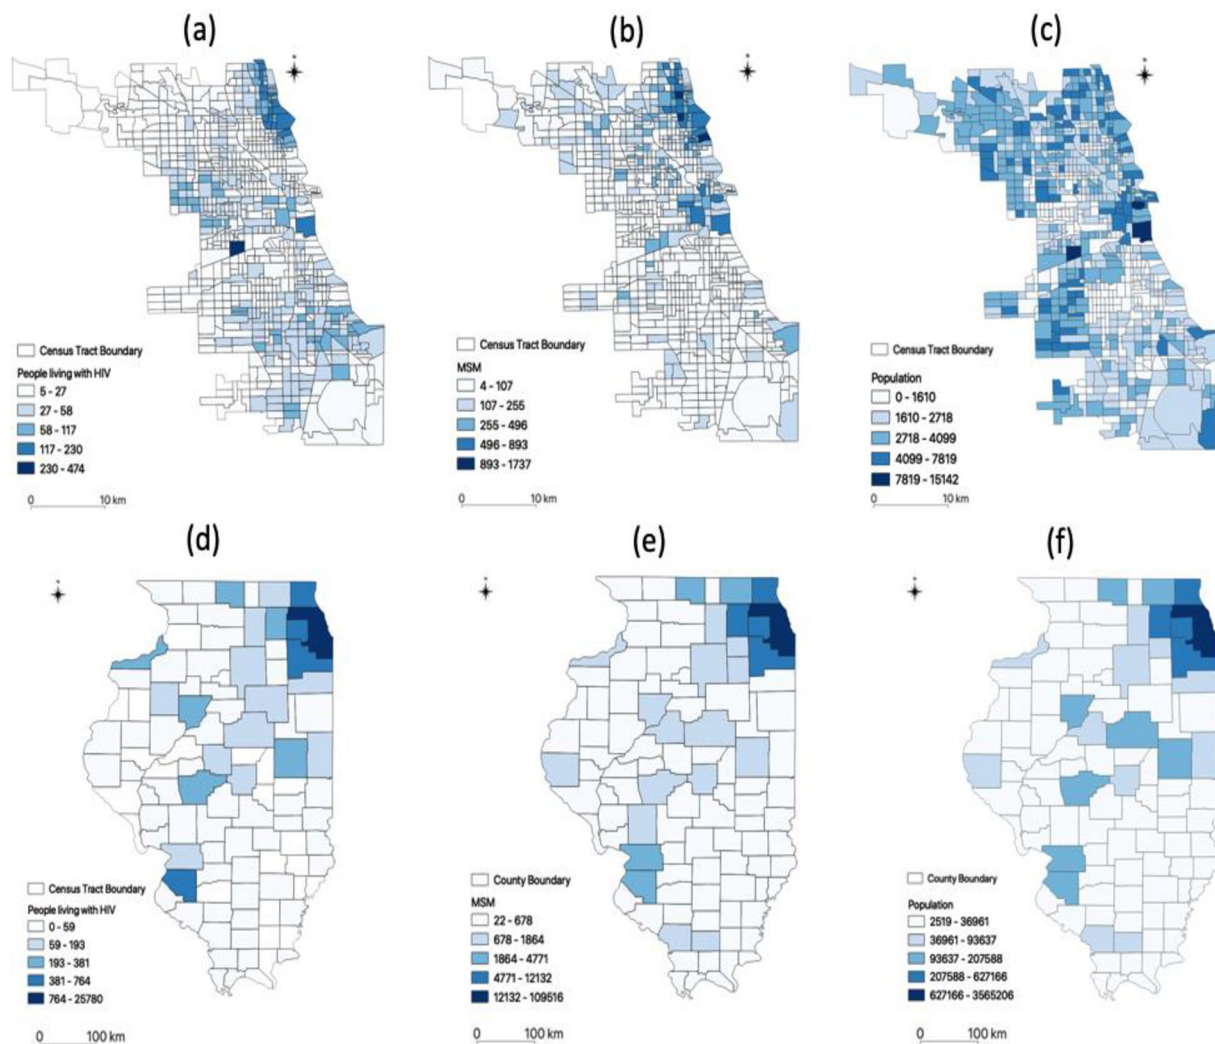 (a)
(b)
(c)
Census Tract Boundary
People living with HIV
5 - 27
27 - 58
58 - 117
117 - 230
230 - 474
0 10 km
Census Tract Boundary
MSM
4 - 107
107 - 255
255 - 496
496 - 893
893 - 1737
0 10 km
Census Tract Boundary
Population
0 - 1610
1610 - 2718
2718 - 4099
4099 - 7819
7819 - 15142
0 10 km
(d)
(e)
(f)
Census Tract Boundary
People living with HIV
0 - 59
59 - 193
193 - 381
381 - 764
764 - 25780
0 100 km
County Boundary
MSM
22 - 678
678 - 1864
1864 - 4771
4771 - 12132
12132 - 109516
0 100 km
County Boundary
Population
2519 - 36961
36961 - 93637
93637 - 207588
207588 - 627166
627166 - 3565206
0 100 km